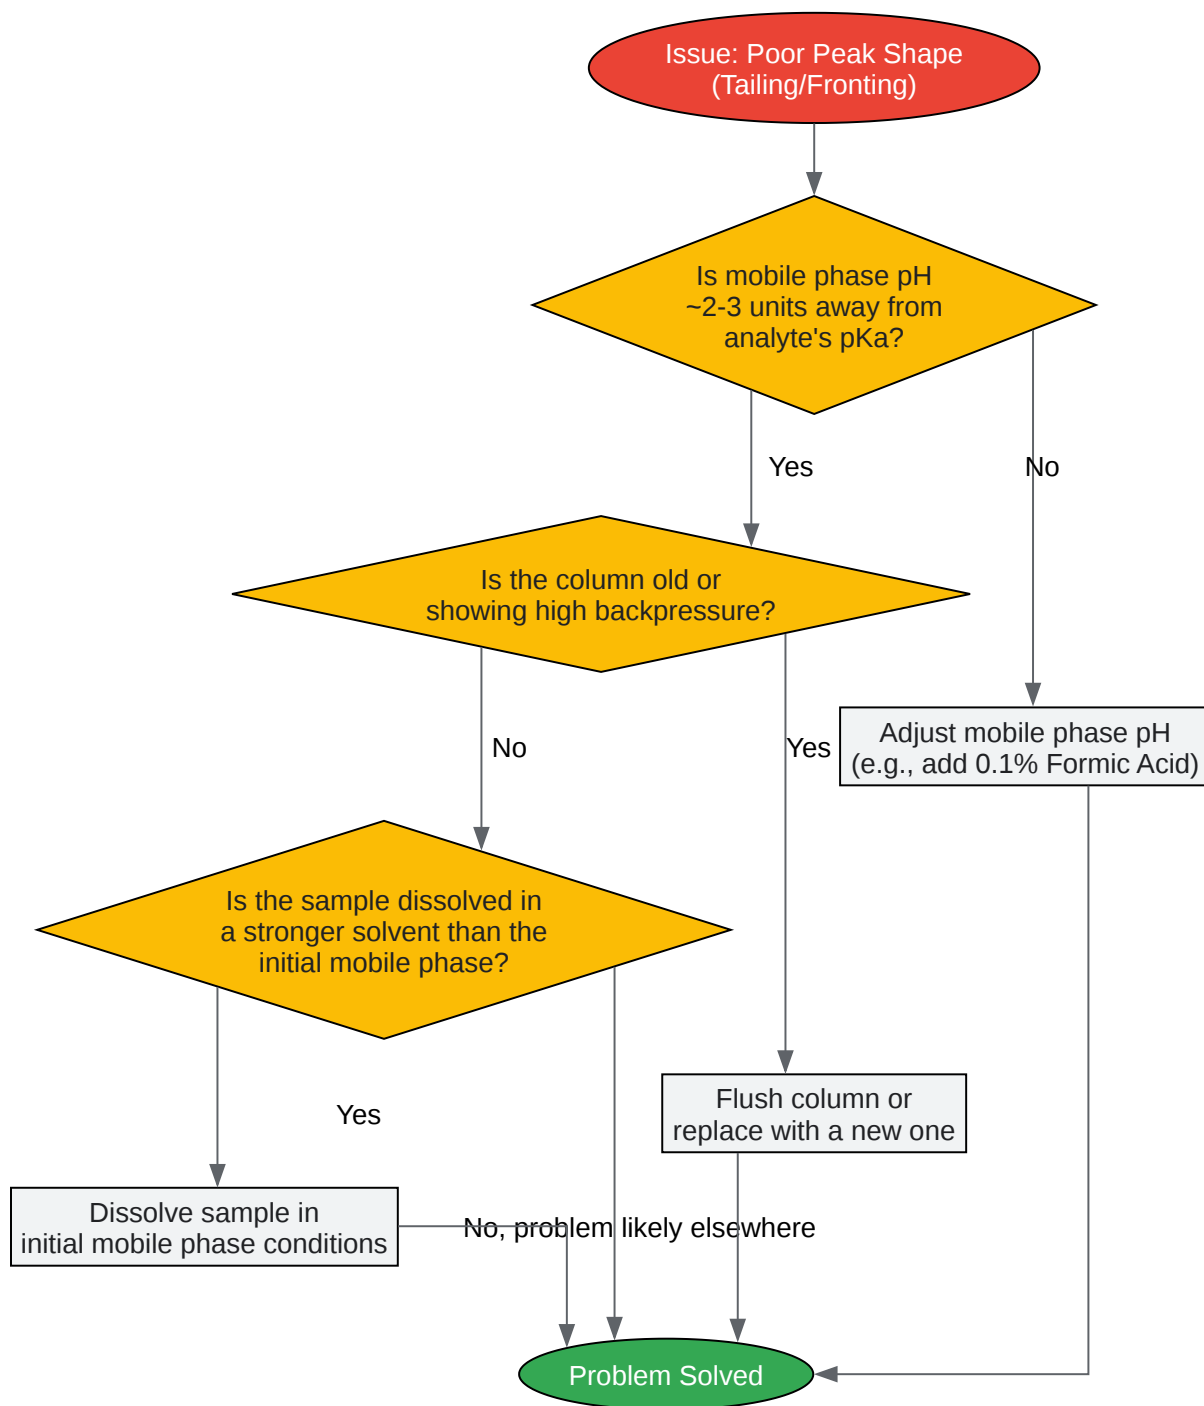 Issue: Poor Peak Shape
(Tailing/Fronting)
Is mobile phase pH
~2-3 units away from
analyte's pKa?
Yes
No
Is the column old or
showing high backpressure?
Adjust mobile phase pH
(e.g., add 0.1% Formic Acid)
No
Yes
Is the sample dissolved in
a stronger solvent than the
initial mobile phase?
Flush column or
replace with a new one
Yes
Dissolve sample in
initial mobile phase conditions
No, problem likely elsewhere
Problem Solved